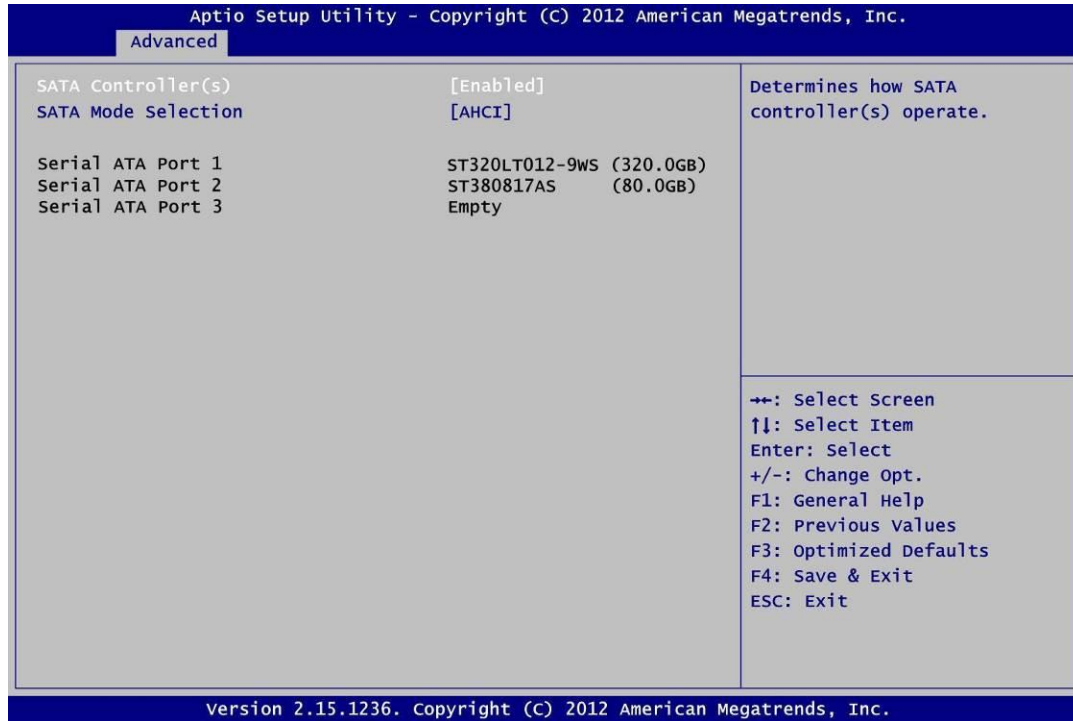 Aptio Setup Utility - Copyright (C) 2012 American Megatrends, Inc.
Advanced
SATA Controller(s) [Enabled]
SATA Mode Selection [AHCI]
Serial ATA Port 1 ST320LT012-9WS (320.0GB)
Serial ATA Port 2 ST380817AS (80.0GB)
Serial ATA Port 3 Empty
Determines how SATA
controller(s) operate.
→←: Select Screen
↑↓: Select Item
Enter: Select
+/-: Change Opt.
F1: General Help
F2: Previous Values
F3: Optimized Defaults
F4: Save & Exit
ESC: Exit
Version 2.15.1236. Copyright (C) 2012 American Megatrends, Inc.